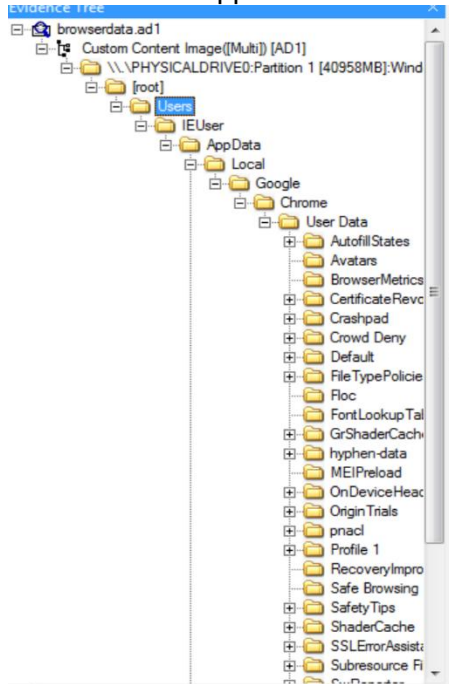 Evidence Tree
browserdata.ad1
Custom Content Image([Multi]) [AD1]
\\.\PHYSICALDRIVE0:Partition 1 [40958MB]:Wind
[root]
Users
IEUser
AppData
Local
Google
Chrome
User Data
AutofillStates
Avatars
BrowserMetrics
CertificateRevo
Crashpad
Crowd Deny
Default
FileTypePolicie
Floc
FontLookupTal
GrShaderCach
hyphen-data
MEIPreload
OnDeviceHead
OriginTrials
pnacl
Profile 1
RecoveryImpro
Safe Browsing
SafetyTips
ShaderCache
SSLErrorAssista
Subresource Fi
SwReporter